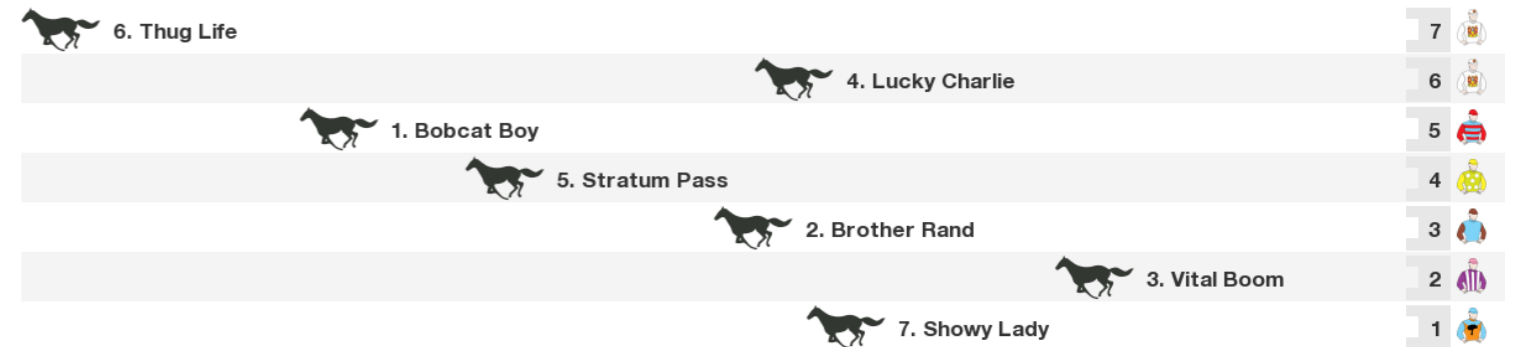 6. Thug Life 7
4. Lucky Charlie 6
1. Bobcat Boy 5
5. Stratum Pass 4
2. Brother Rand 3
3. Vital Boom 2
7. Showy Lady 1